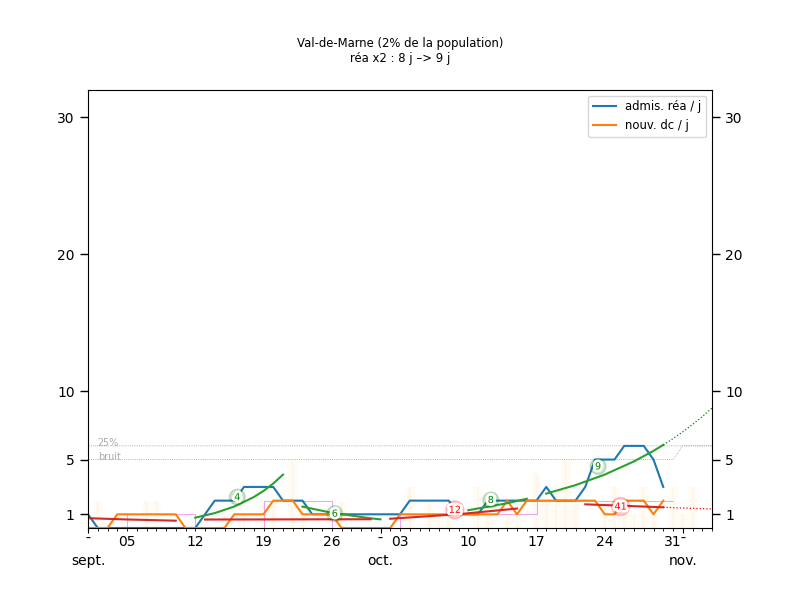 Val-de-Marne (2% de la population)
réa x2 : 8 j –> 9 j
admis. réa / j
nouv. dc / j
30 30
20 20
10 10
5 5
1 1
25%
bruit
4
6
12
8
9
41
- 05 12 19 26 - 03 10 17 24 31-
sept. oct. nov.